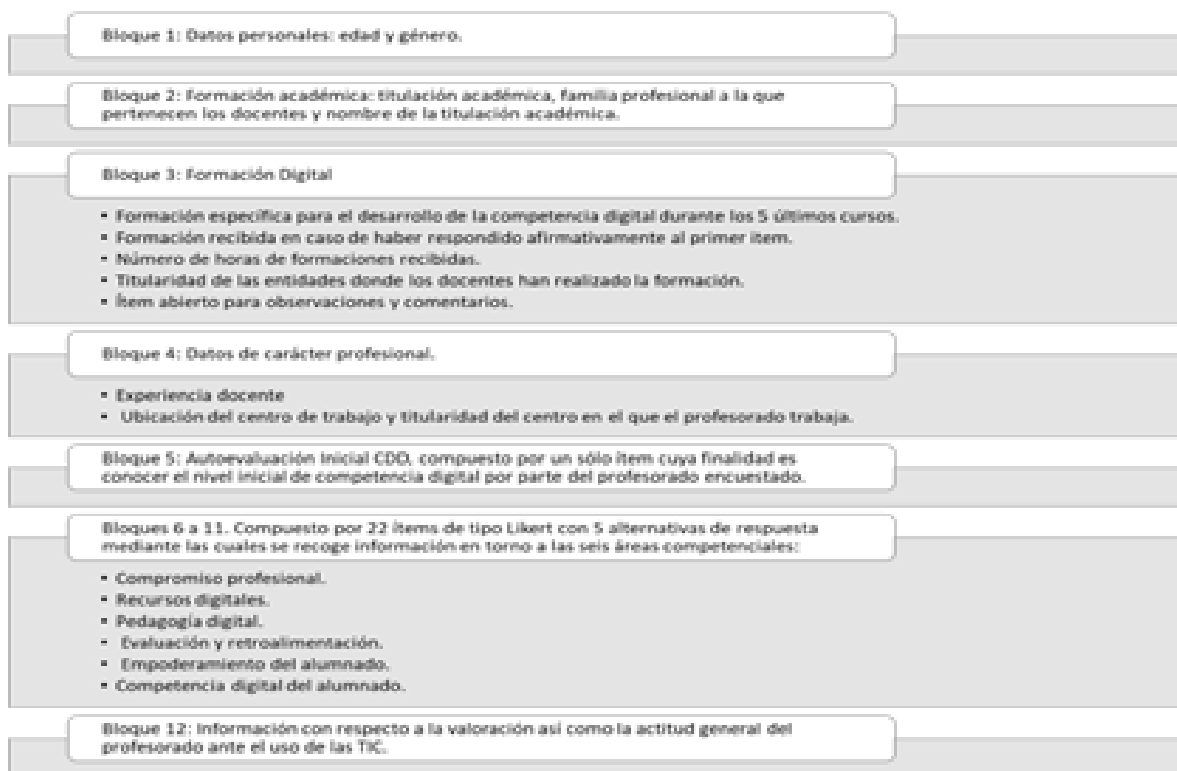 Bloque 1: Datos personales: edad y género.
Bloque 2: Formación académica: titulación académica, familia profesional a la que
pertenecen los docentes y nombre de la titulación académica.
Bloque 3: Formación Digital
▪ Formación específica para el desarrollo de la competencia digital durante los 5 últimos cursos.
▪ Formación recibida en caso de haber respondido afirmativamente al primer ítem.
▪ Número de horas de formaciones recibidas.
▪ Titularidad de las entidades donde los docentes han realizado la formación.
▪ Ítem abierto para observaciones y comentarios.
Bloque 4: Datos de carácter profesional.
▪ Experiencia docente
▪ Ubicación del centro de trabajo y titularidad del centro en el que el profesorado trabaja.
Bloque 5: Autoevaluación Inicial CDD, compuesto por un sólo ítem cuya finalidad es
conocer el nivel inicial de competencia digital por parte del profesorado encuestado.
Bloques 6 a 11. Compuesto por 22 ítems de tipo Likert con 5 alternativas de respuesta
mediante las cuales se recoge información en torno a las seis áreas competenciales:
▪ Compromiso profesional.
▪ Recursos digitales.
▪ Pedagogía digital.
▪ Evaluación y retroalimentación.
▪ Empoderamiento del alumnado.
▪ Competencia digital del alumnado.
Bloque 12: Información con respecto a la valoración así como la actitud general del
profesorado ante el uso de las TIC.